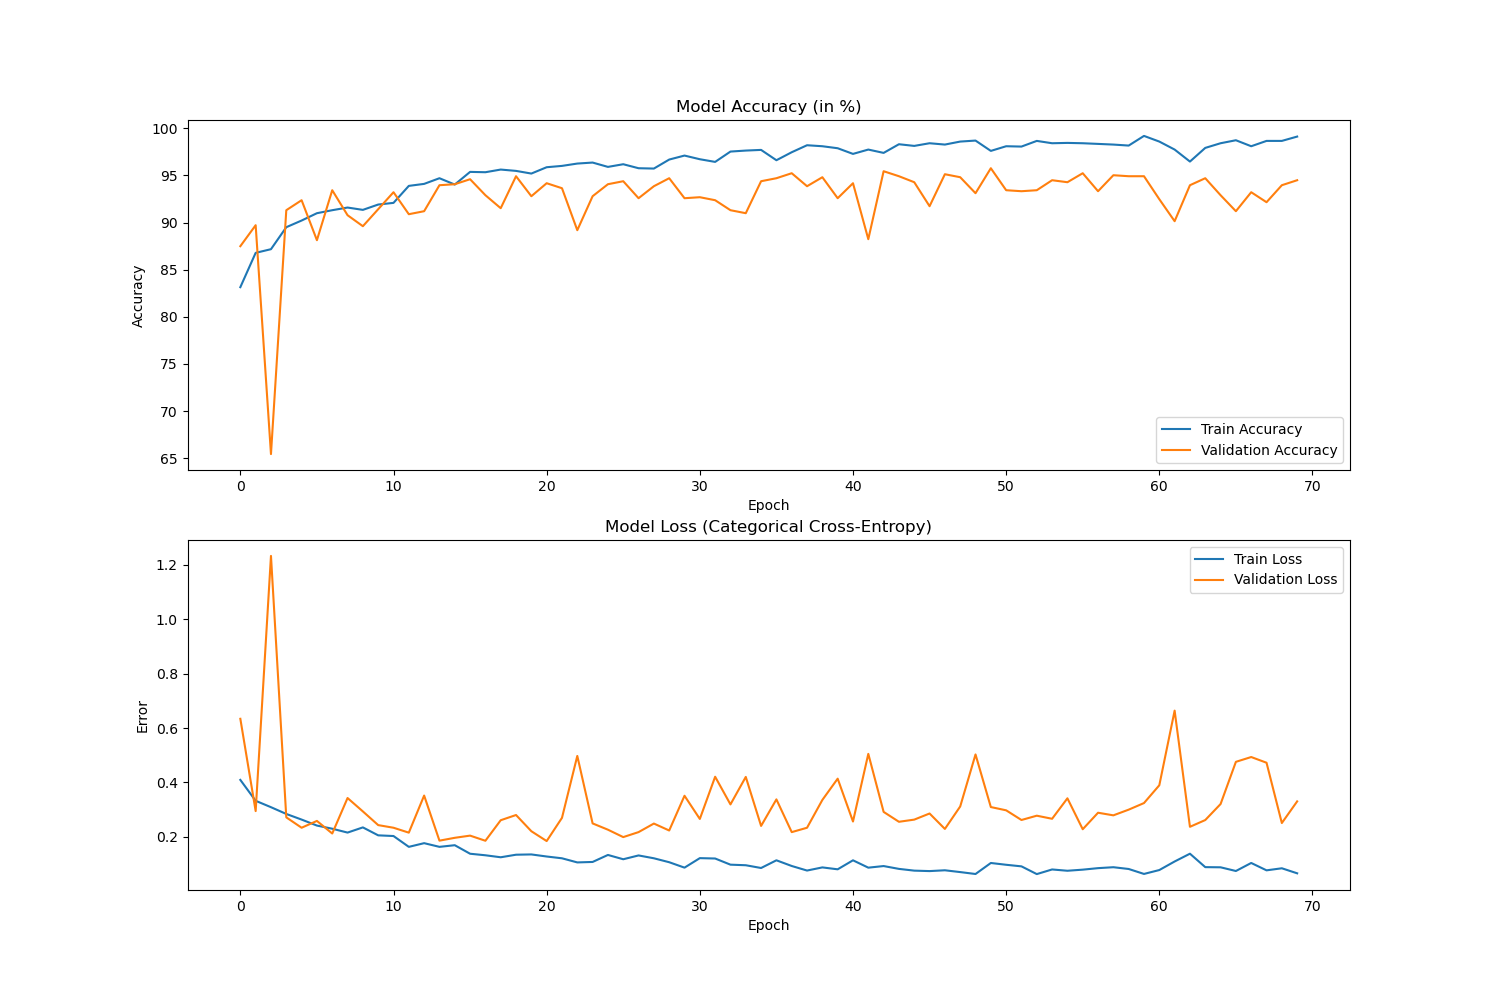 Model Accuracy (in %)
100
95
90
85
80
75
70
65
Accuracy
Train Accuracy
Validation Accuracy
0 10 20 30 40 50 60 70
Epoch
Model Loss (Categorical Cross-Entropy)
1.2
1.0
0.8
0.6
0.4
0.2
Error
Train Loss
Validation Loss
0 10 20 30 40 50 60 70
Epoch